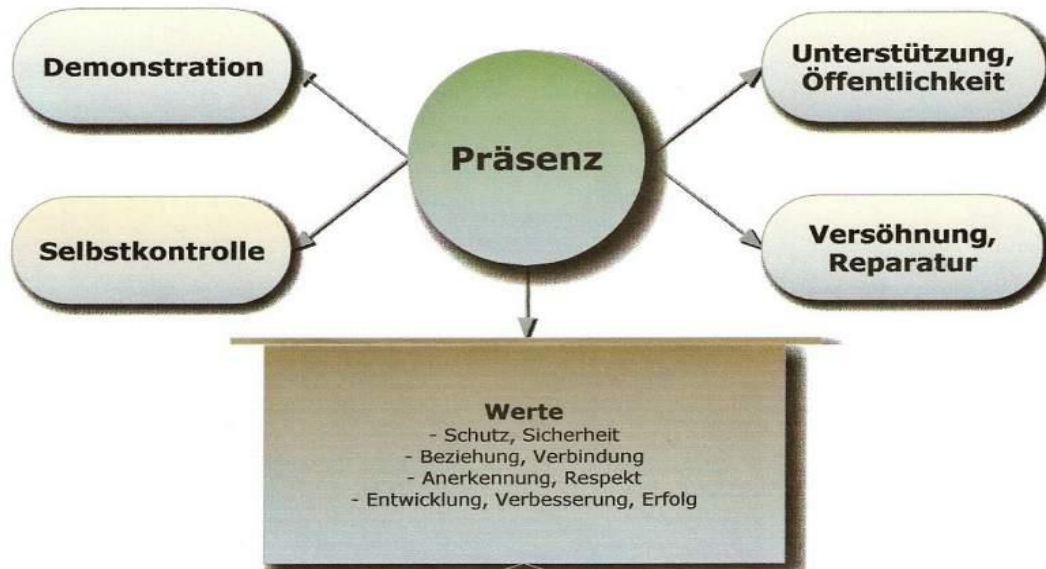 Demonstration
Unterstützung,
Öffentlichkeit
Präsenz
Selbstkontrolle
Versöhnung,
Reparatur
Werte
- Schutz, Sicherheit
- Beziehung, Verbindung
- Anerkennung, Respekt
- Entwicklung, Verbesserung, Erfolg